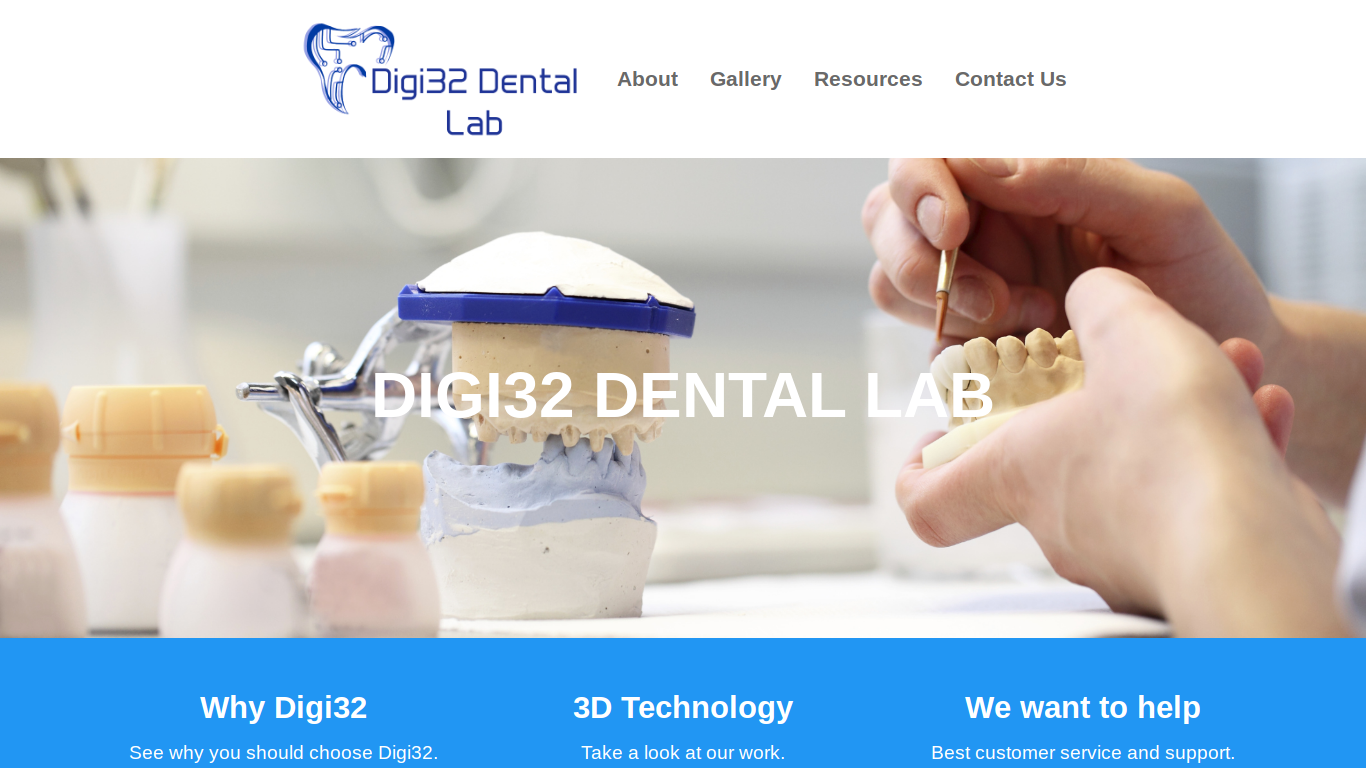 Digi32 Dental
Lab
About Gallery Resources Contact Us
DIGI32 DENTAL LAB
Why Digi32
See why you should choose Digi32.
3D Technology
Take a look at our work.
We want to help
Best customer service and support.